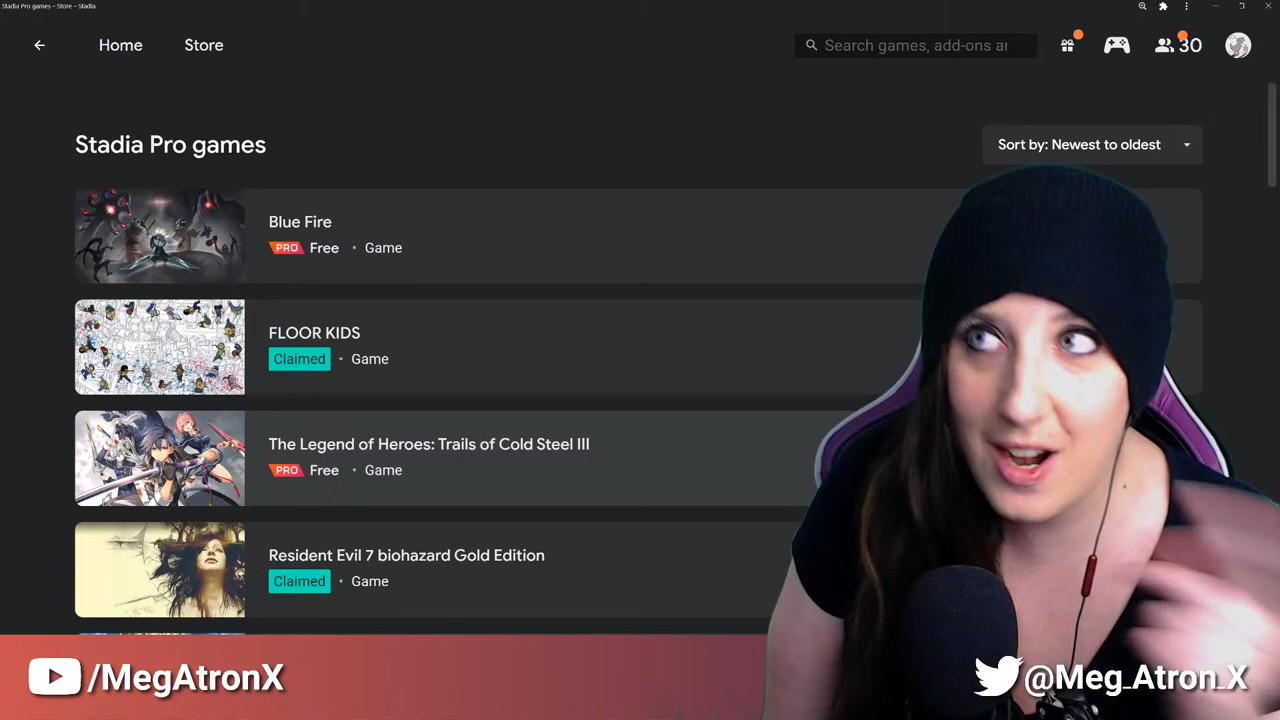 Stadia Pro games – Store – Stadia
Home
Store
Search games, add-ons ar
30
Stadia Pro games
Sort by: Newest to oldest
Blue Fire
PRO Free • Game
FLOOR KIDS
Claimed • Game
The Legend of Heroes: Trails of Cold Steel III
PRO Free • Game
Resident Evil 7 biohazard Gold Edition
Claimed • Game
/MegAtronX
@Meg_Atron_X